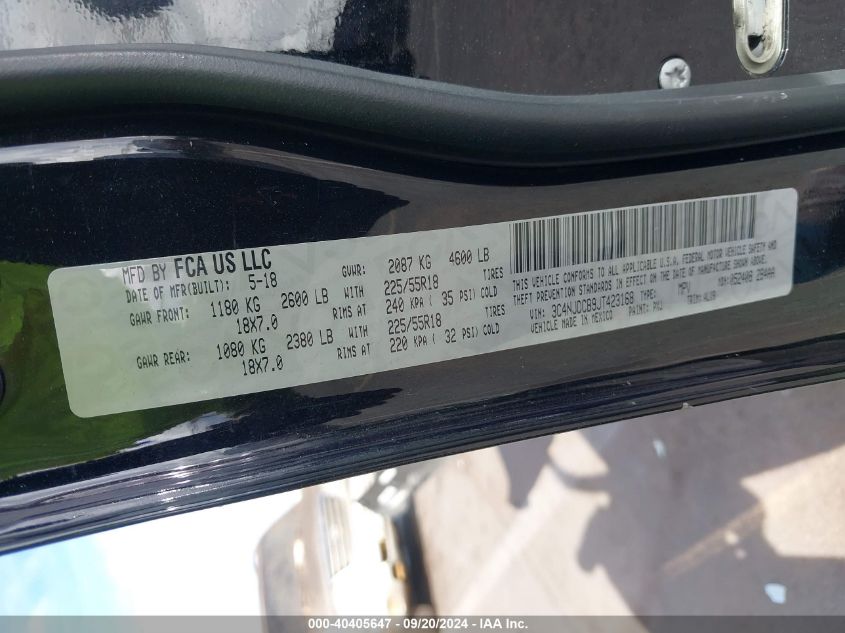 MFD BY FCA US LLC
DATE OF MFR(BUILT): 5-18 GVWR: 2087 KG 4600 LB
GAWR FRONT: 1180 KG 2600 LB WITH 225/55R18 TIRES
18X7.0 RIMS AT 240 KPA ( 35 PSI) COLD
GAWR REAR: 1080 KG 2380 LB WITH 225/55R18 TIRES
18X7.0 RIMS AT 220 KPA ( 32 PSI) COLD
THIS VEHICLE CONFORMS TO ALL APPLICABLE U.S.A. FEDERAL MOTOR VEHICLE SAFETY AND
THEFT PREVENTION STANDARDS IN EFFECT ON THE DATE OF MANUFACTURE SHOWN ABOVE.
VIN: 3C4NJDCB9JT423168 TYPE: MPV MDH: 052408 
VEHICLE MADE IN MEXICO PAINT: TRIM:
000-40405647 - 09/20/2024 - IAA Inc.